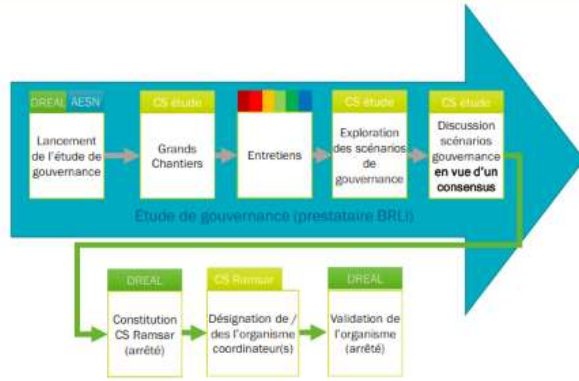 DREAL AESN
Lancement
de l'étude de
gouvernance
CS étude
Grands
Chantiers
Entretiens
CS étude
Exploration
des scénarios
de
gouvernance
CS étude
Discussion
scénarios
gouvernance
en vue d'un
consensus
Étude de gouvernance (prestataire BRLi)
DREAL
Constitution
CS Ramsar
(arrêté)
CS Ramsar
Désignation de /
des l'organisme
coordinateur(s)
DREAL
Validation de
l'organisme
(arrêté)